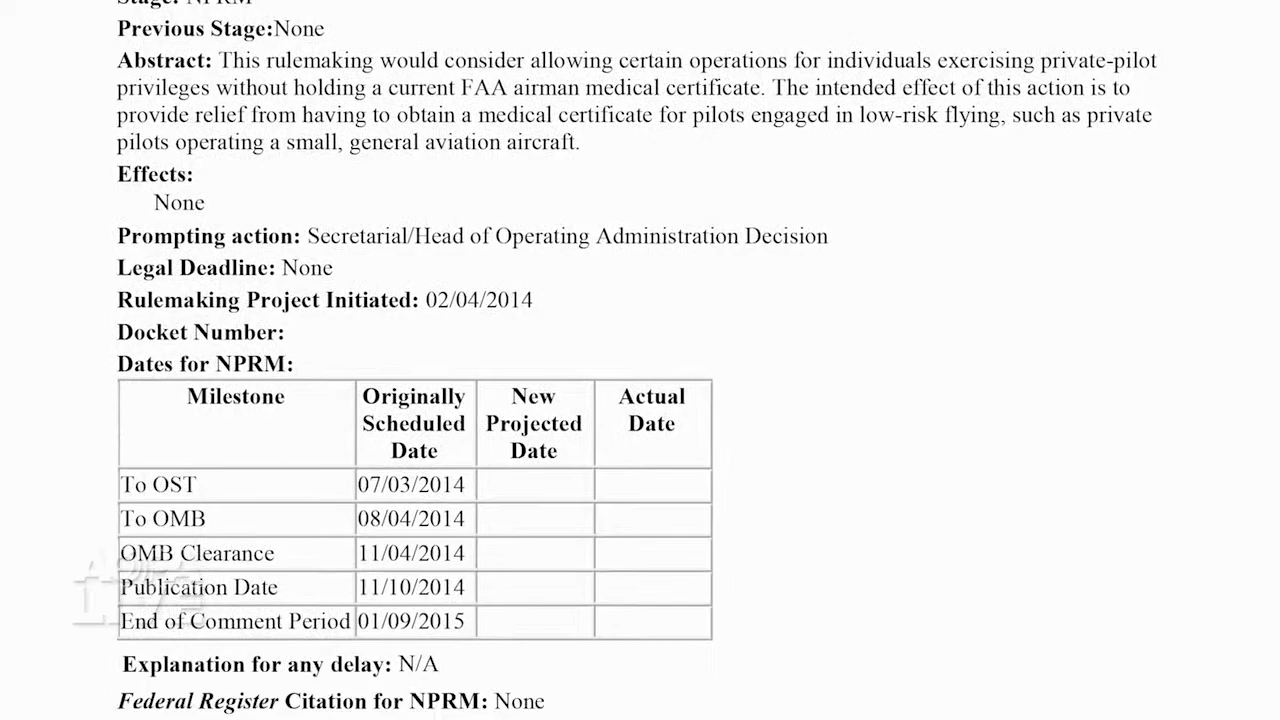 Stage: NPRM
Previous Stage:None
Abstract: This rulemaking would consider allowing certain operations for individuals exercising private-pilot
privileges without holding a current FAA airman medical certificate. The intended effect of this action is to
provide relief from having to obtain a medical certificate for pilots engaged in low-risk flying, such as private
pilots operating a small, general aviation aircraft.
Effects:
None
Prompting action: Secretarial/Head of Operating Administration Decision
Legal Deadline: None
Rulemaking Project Initiated: 02/04/2014
Docket Number:
Dates for NPRM:
Milestone Originally Scheduled Date New Projected Date Actual Date
To OST 07/03/2014
To OMB 08/04/2014
OMB Clearance 11/04/2014
Publication Date 11/10/2014
End of Comment Period 01/09/2015
Explanation for any delay: N/A
Federal Register Citation for NPRM: None
AOPA
LIVE